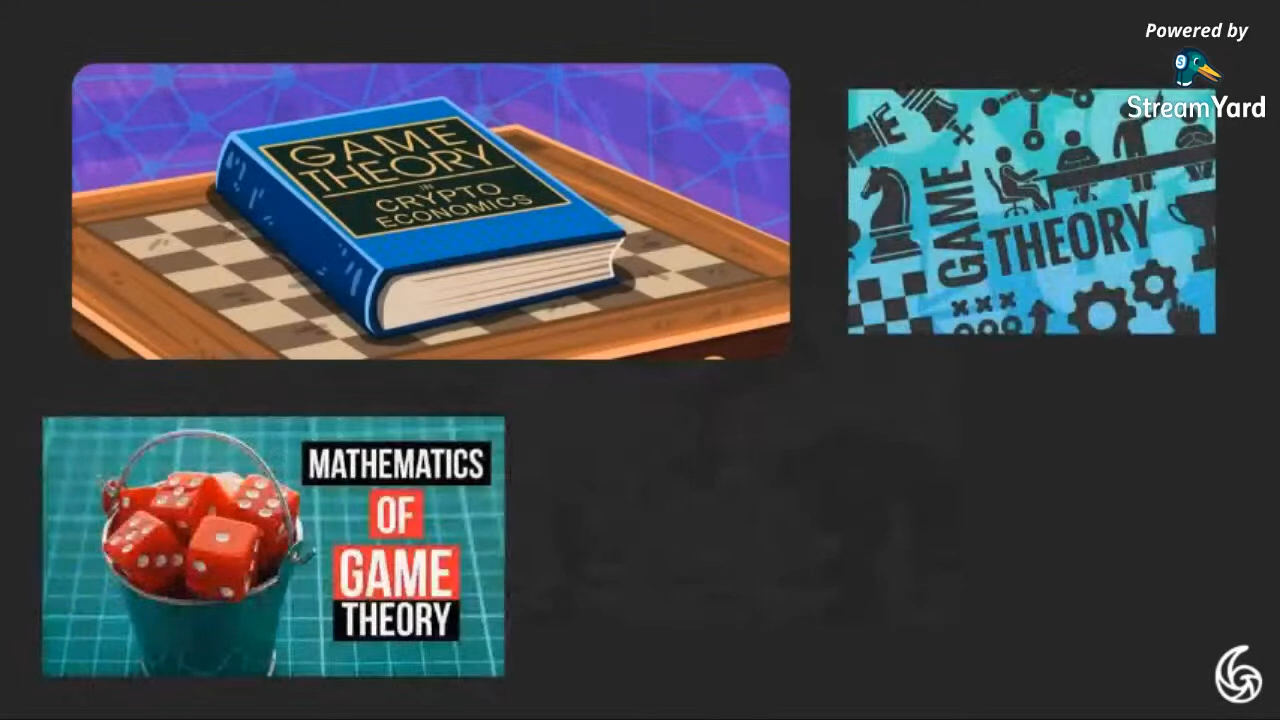 Powered by
StreamYard
GAME
THEORY
IN
CRYPTO
ECONOMICS
GAME
THEORY
MATHEMATICS
OF
GAME
THEORY